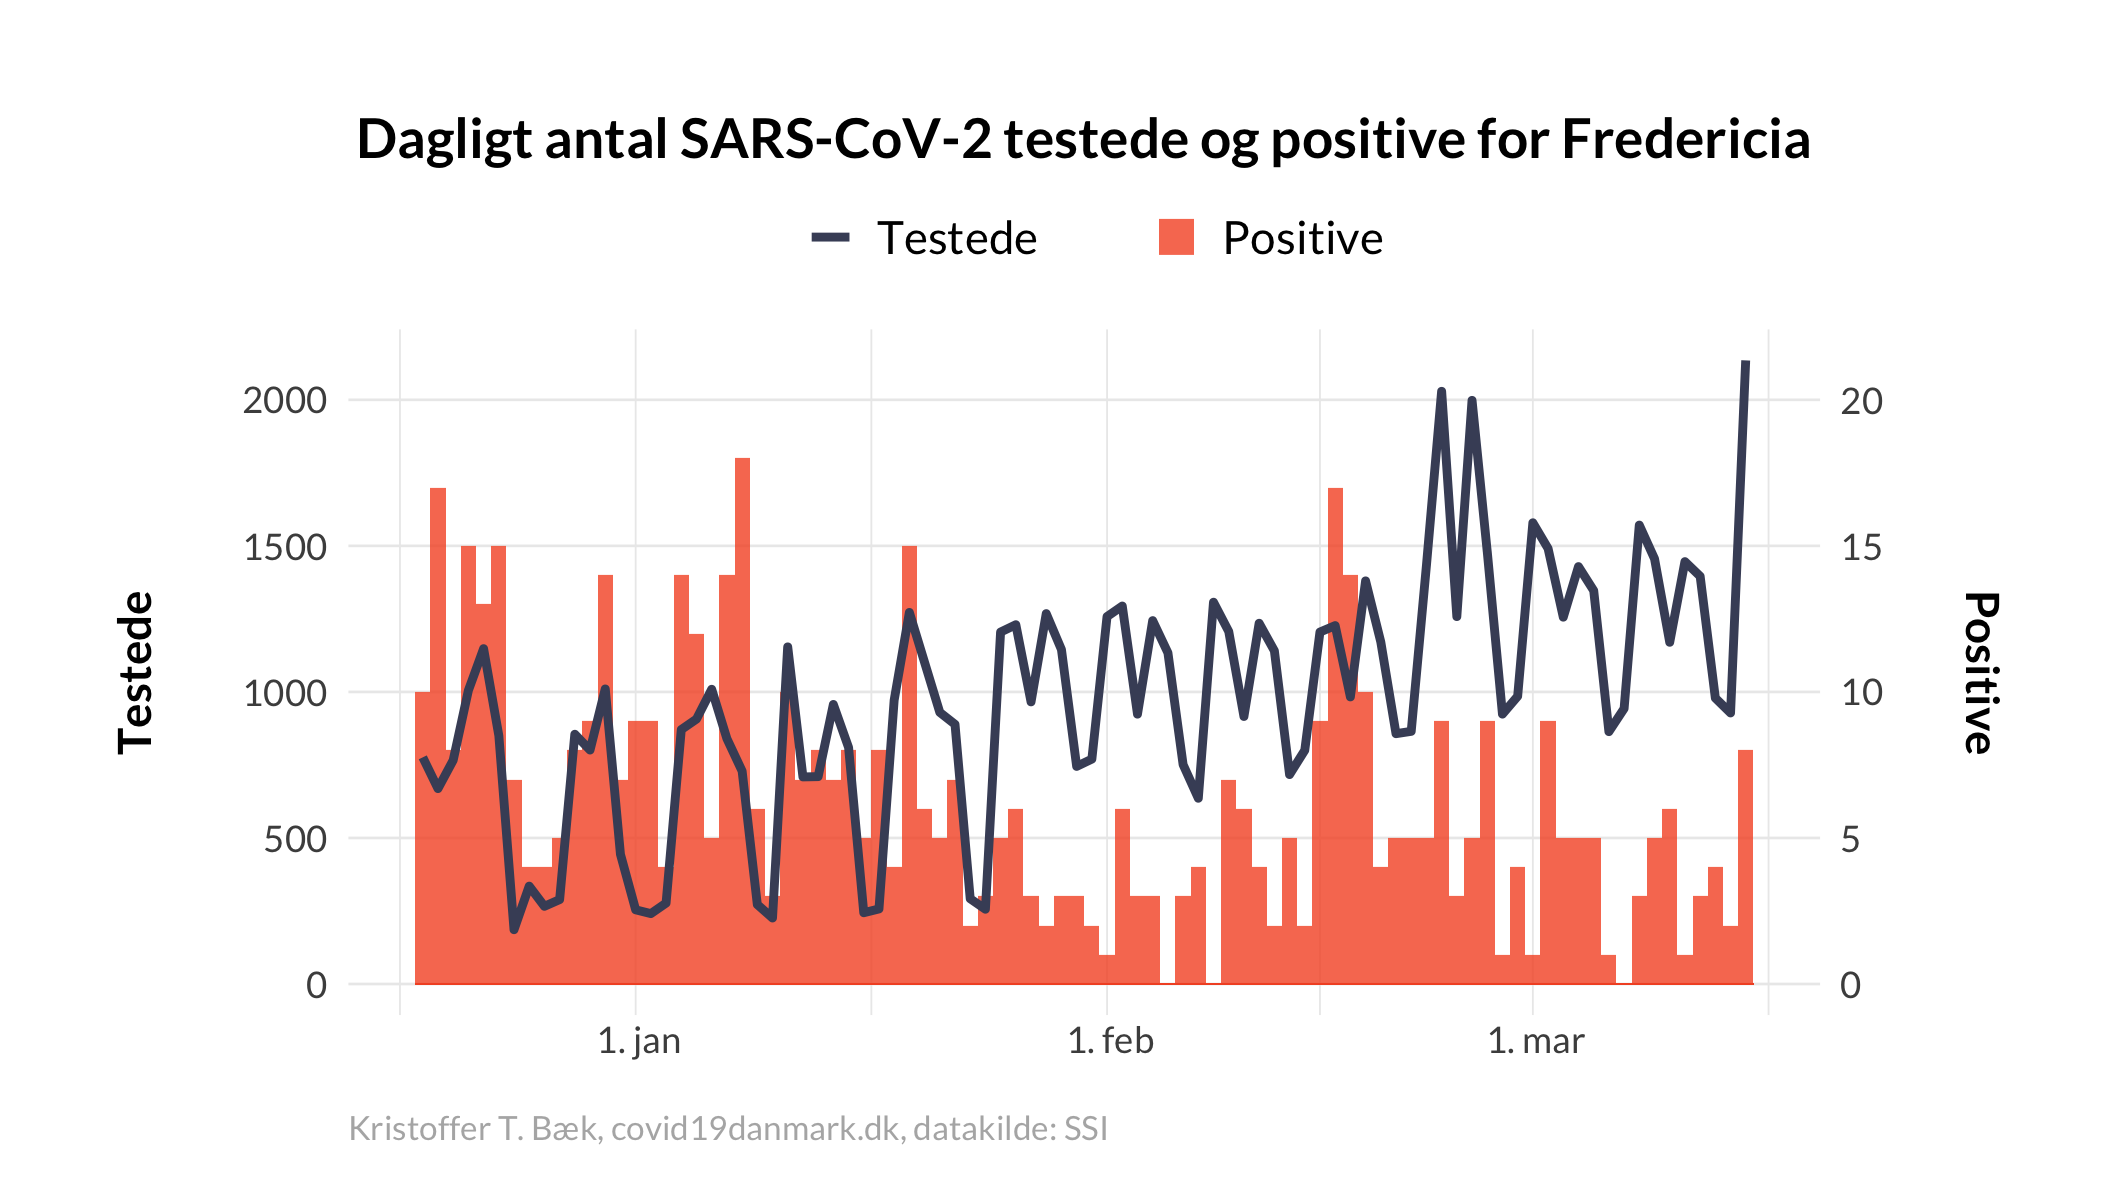 Dagligt antal SARS-CoV-2 testede og positive for Fredericia
Testede
Positive
2000
1500
1000
500
0
20
15
10
5
0
Testede
Positive
1. jan
1. feb
1. mar
Kristoffer T. Bæk, covid19danmark.dk, datakilde: SSI